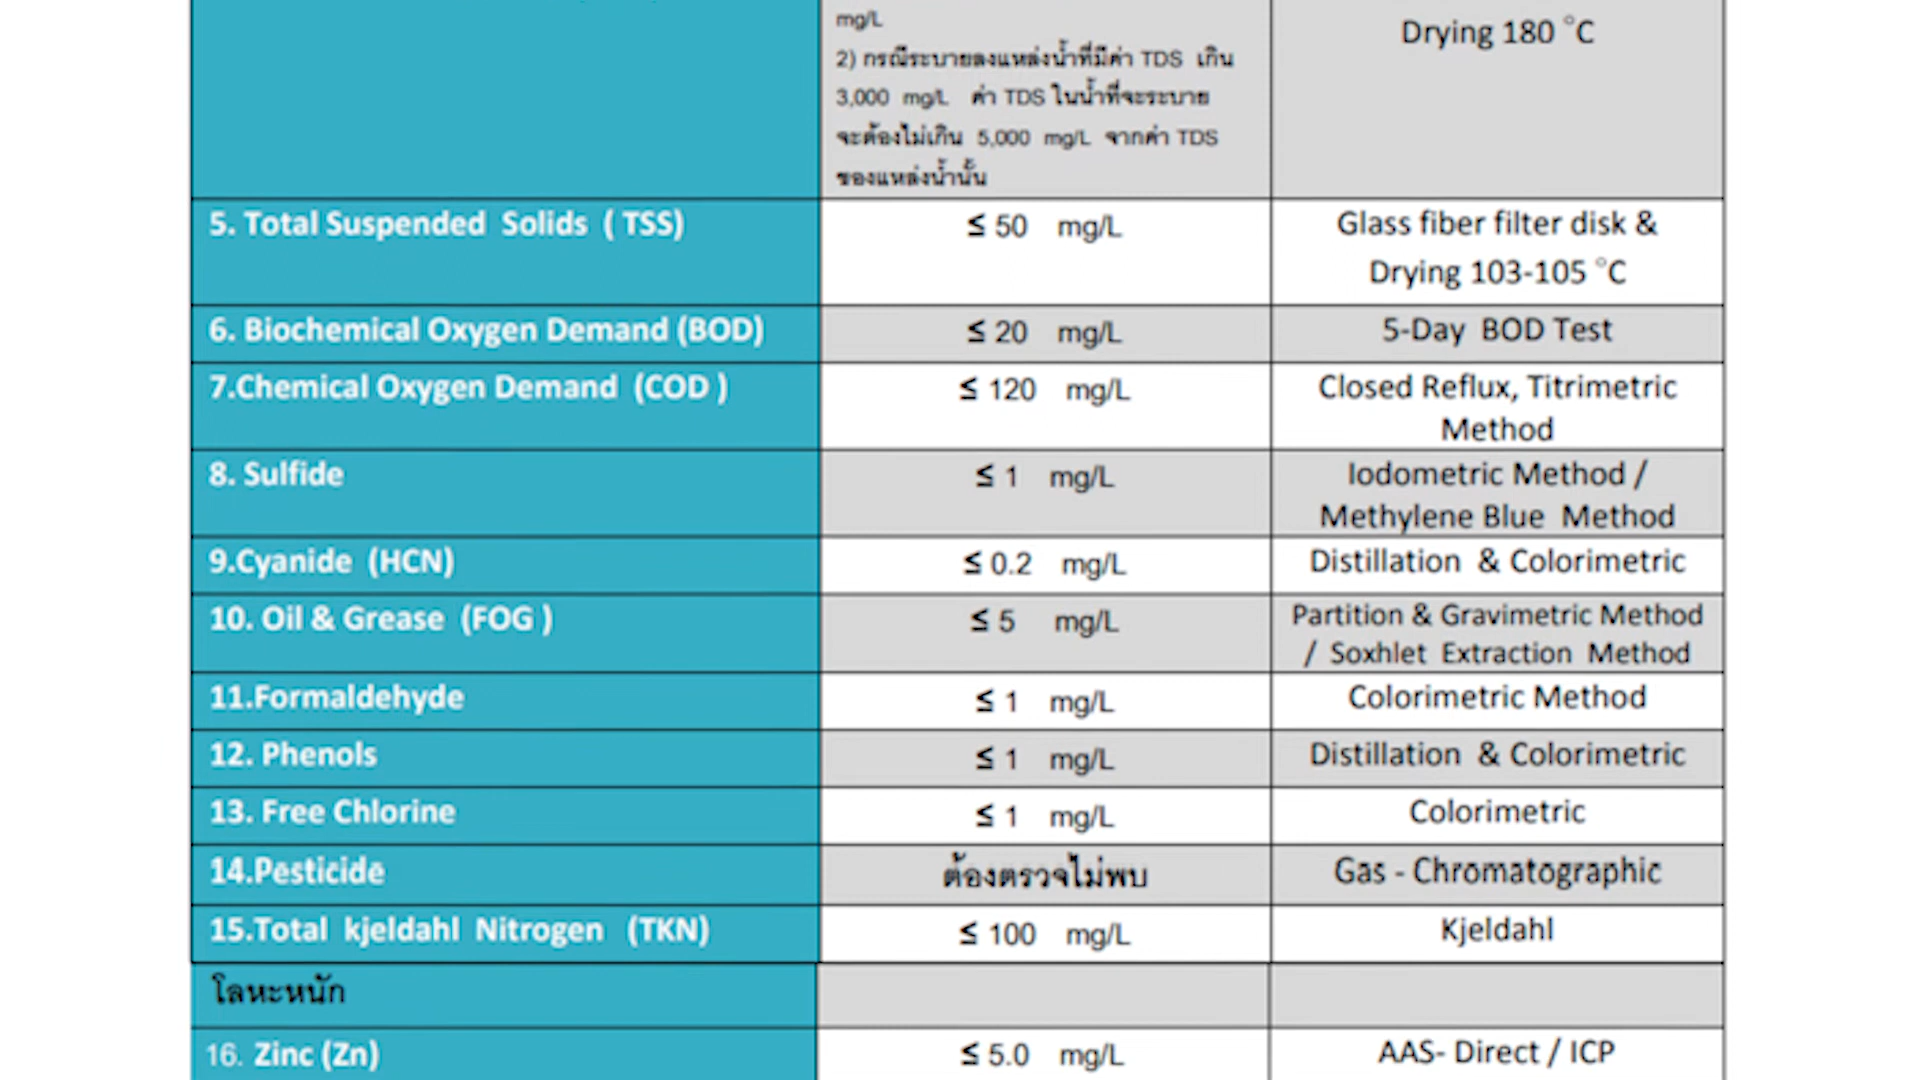 mg/L
2) กรณีระบายลงแหล่งน้ำที่มีค่า TDS เกิน
3,000 mg/L ค่า TDS ในน้ำที่จะระบาย
จะต้องไม่เกิน 5,000 mg/L จากค่า TDS
ของแหล่งน้ำนั้น
Drying 180 °C
5. Total Suspended Solids ( TSS)
≤ 50 mg/L
Glass fiber filter disk &
Drying 103-105 °C
6. Biochemical Oxygen Demand (BOD)
≤ 20 mg/L
5-Day BOD Test
7.Chemical Oxygen Demand (COD )
≤ 120 mg/L
Closed Reflux, Titrimetric
Method
8. Sulfide
≤ 1 mg/L
Iodometric Method /
Methylene Blue Method
9.Cyanide (HCN)
≤ 0.2 mg/L
Distillation & Colorimetric
10. Oil & Grease (FOG )
≤ 5 mg/L
Partition & Gravimetric Method
/ Soxhlet Extraction Method
11.Formaldehyde
≤ 1 mg/L
Colorimetric Method
12. Phenols
≤ 1 mg/L
Distillation & Colorimetric
13. Free Chlorine
≤ 1 mg/L
Colorimetric
14.Pesticide
ต้องตรวจไม่พบ
Gas - Chromatographic
15.Total kjeldahl Nitrogen (TKN)
≤ 100 mg/L
Kjeldahl
โลหะหนัก
16. Zinc (Zn)
≤ 5.0 mg/L
AAS- Direct / ICP